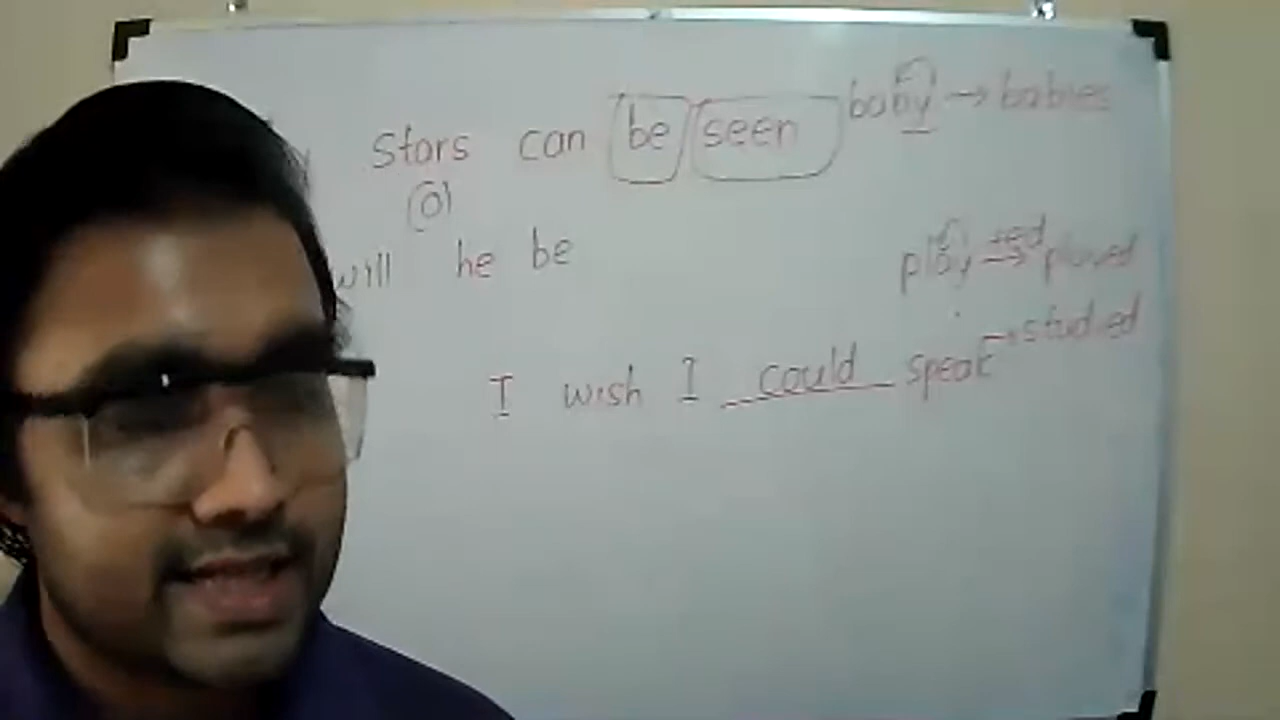 Stars can be seen
baby → babies
will he be
play +ed → played
→ studied
I wish I could speak